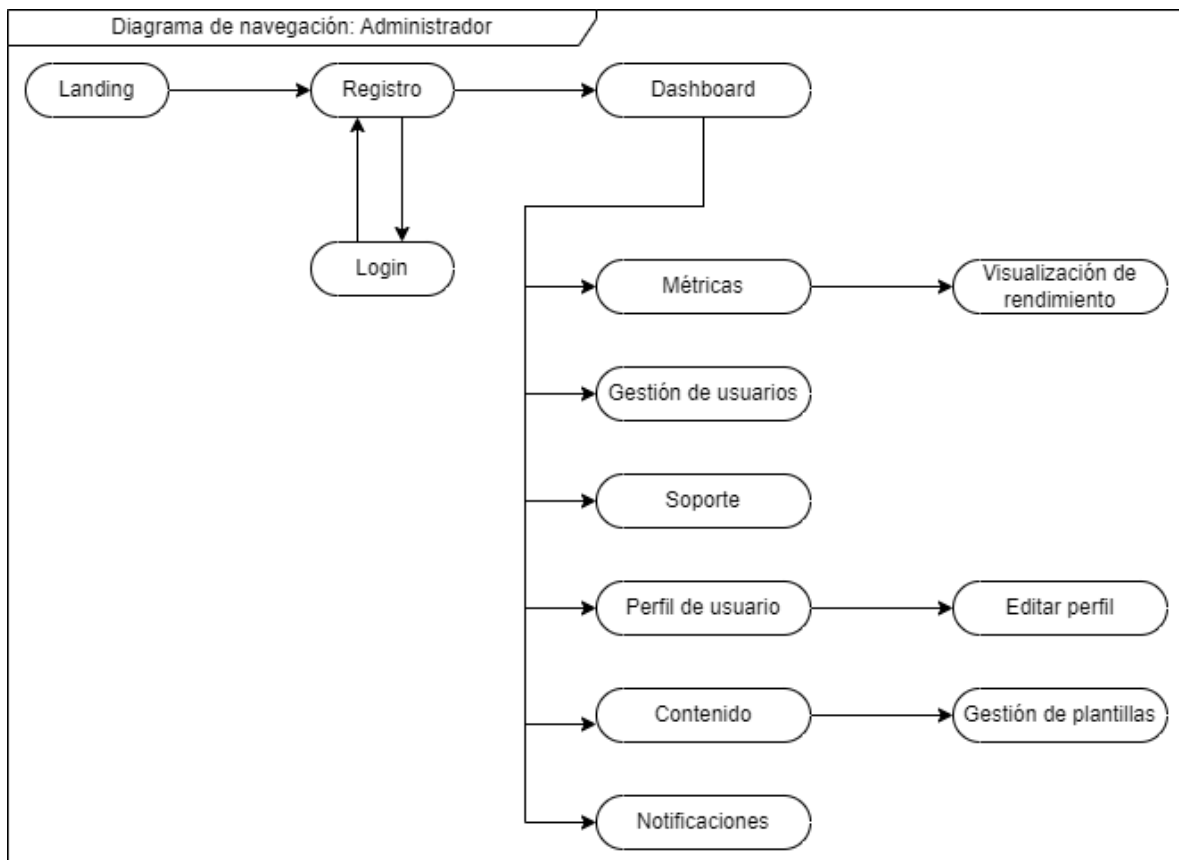 Diagrama de navegación: Administrador
Landing
Registro
Dashboard
Login
Métricas
Visualización de
rendimiento
Gestión de usuarios
Soporte
Perfil de usuario
Editar perfil
Contenido
Gestión de plantillas
Notificaciones